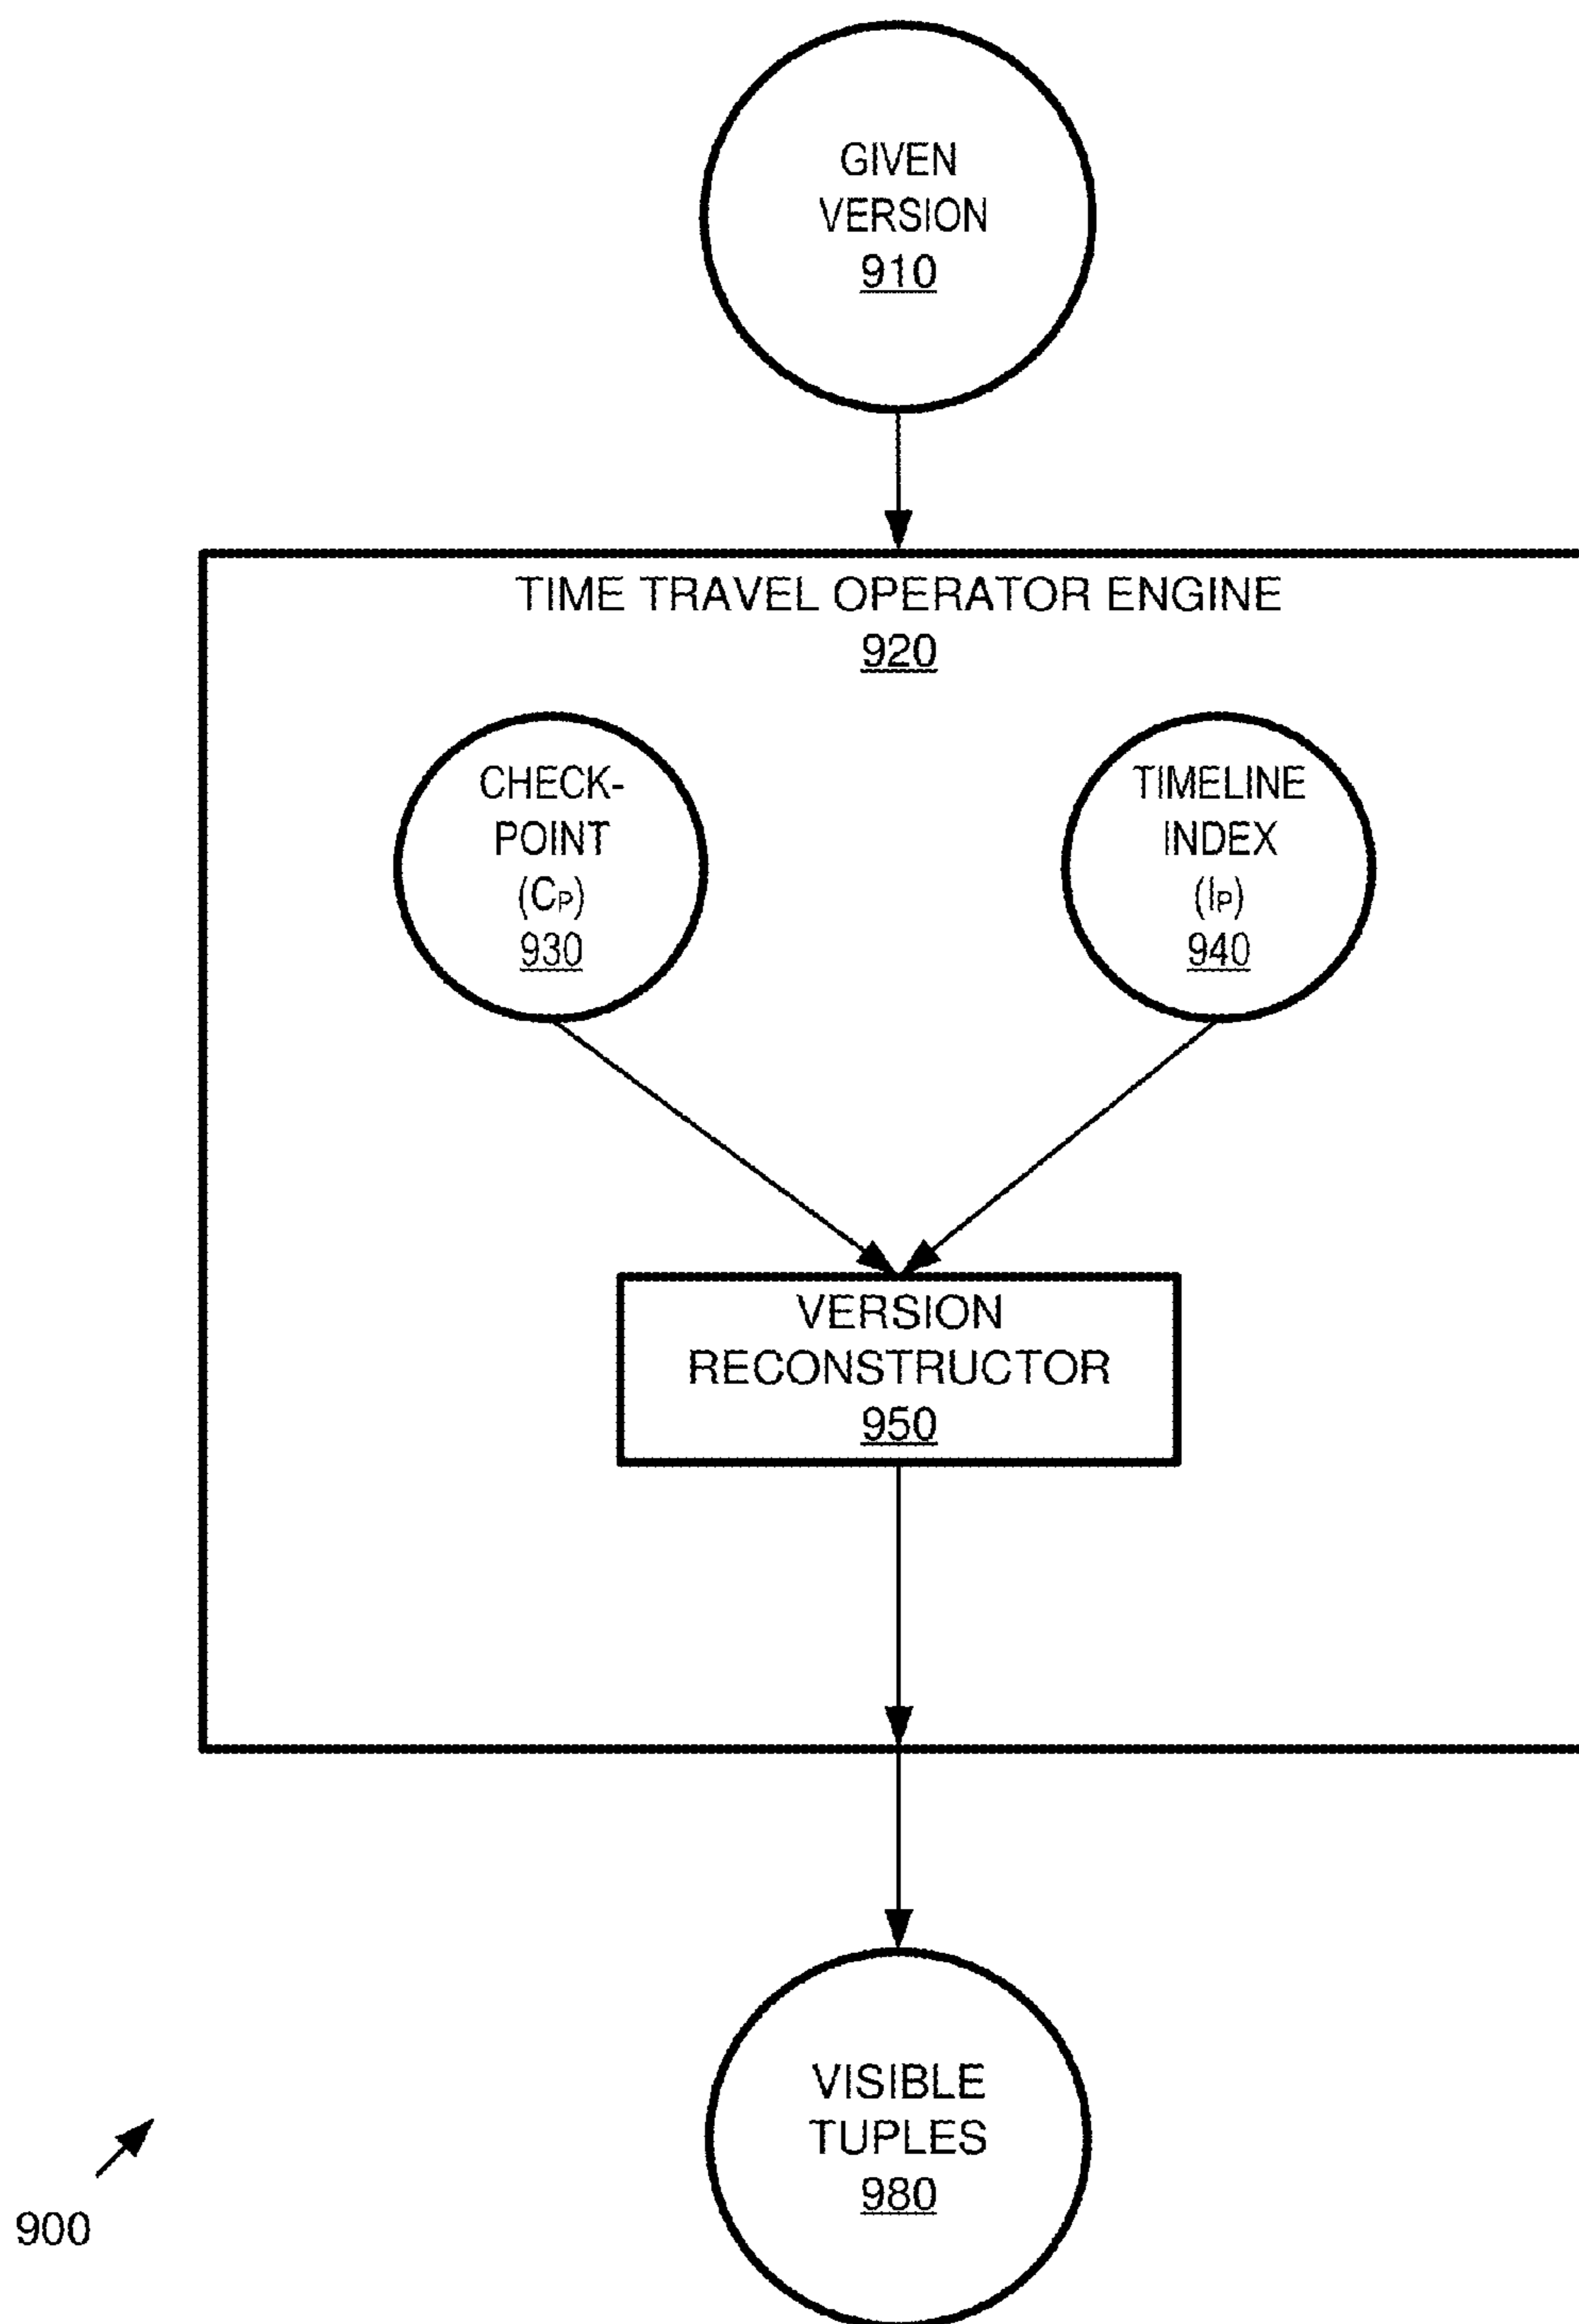 GIVEN
VERSION
910
TIME TRAVEL OPERATOR ENGINE
920
CHECK-
POINT
(CP)
930
TIMELINE
INDEX
(IP)
940
VERSION
RECONSTRUCTOR
950
VISIBLE
TUPLES
980
900